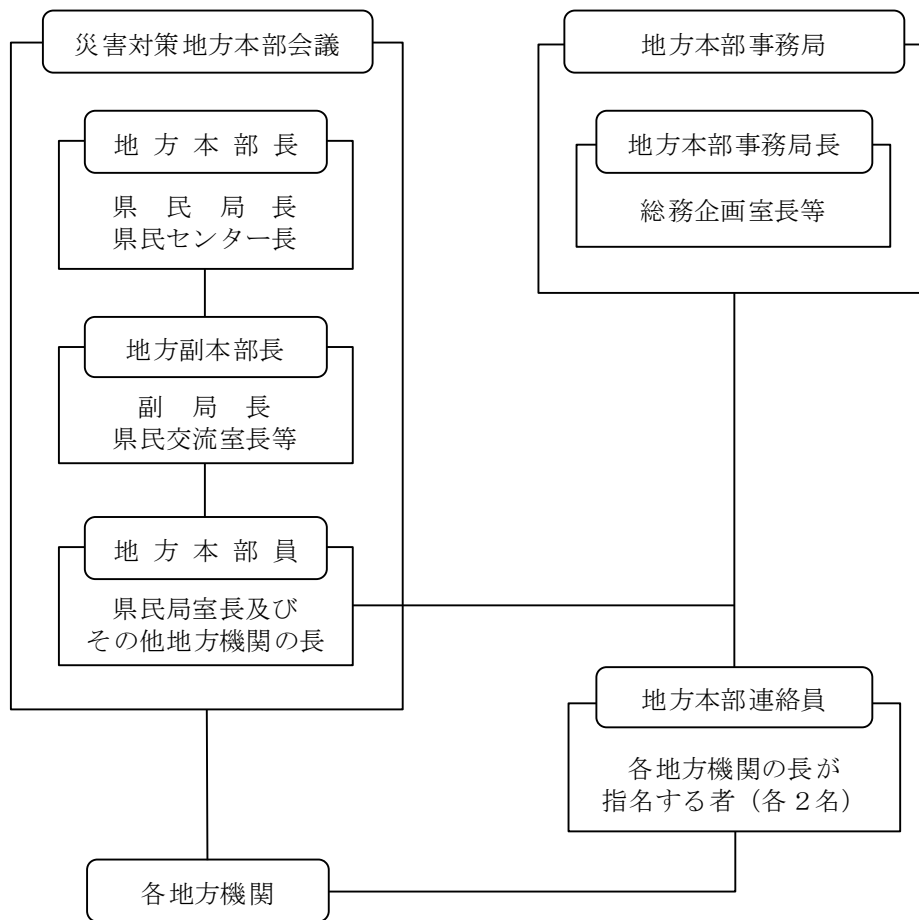 災害対策地方本部会議
地方本部長
県民局長
県民センター長
地方副本部長
副局長
県民交流室長等
地方本部員
県民局室長及び
その他地方機関の長
各地方機関
地方本部事務局
地方本部事務局長
総務企画室長等
地方本部連絡員
各地方機関の長が
指名する者（各２名）